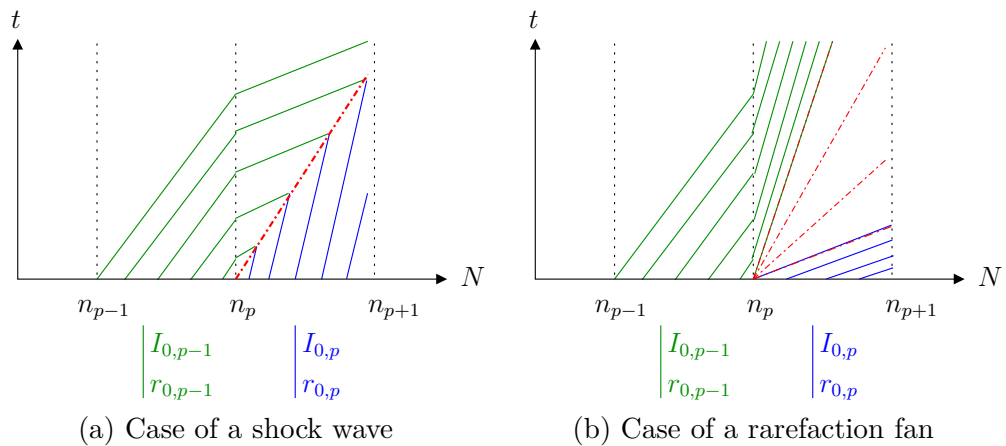 t
t
N
N
n_{p-1} n_p n_{p+1}
n_{p-1} n_p n_{p+1}
I_{0,p-1} I_{0,p}
r_{0,p-1} r_{0,p}
I_{0,p-1} I_{0,p}
r_{0,p-1} r_{0,p}
(a) Case of a shock wave
(b) Case of a rarefaction fan